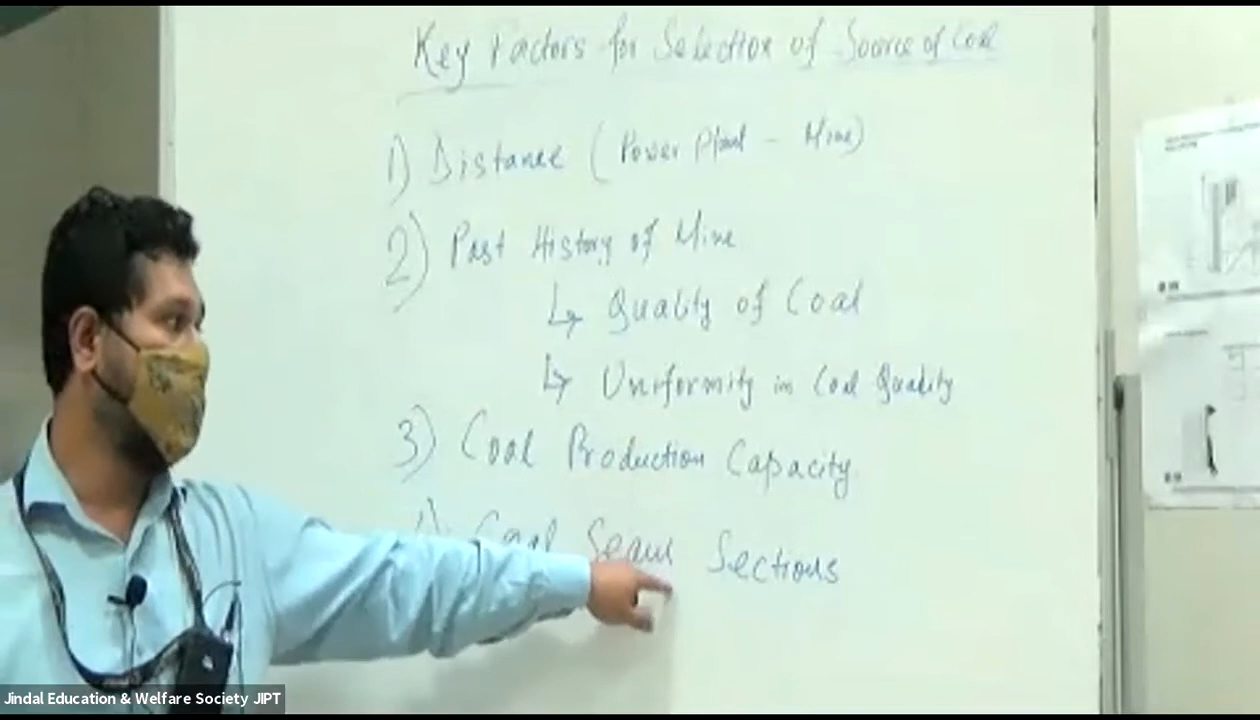 Key Factors for Selection of Source of Coal
1) Distance (Power Plant - Mine)
2) Past History of Mine
↳ Quality of Coal
↳ Uniformity in Coal Quality
3) Coal Production Capacity
Coal Seam Sections
Jindal Education & Welfare Society JIPT